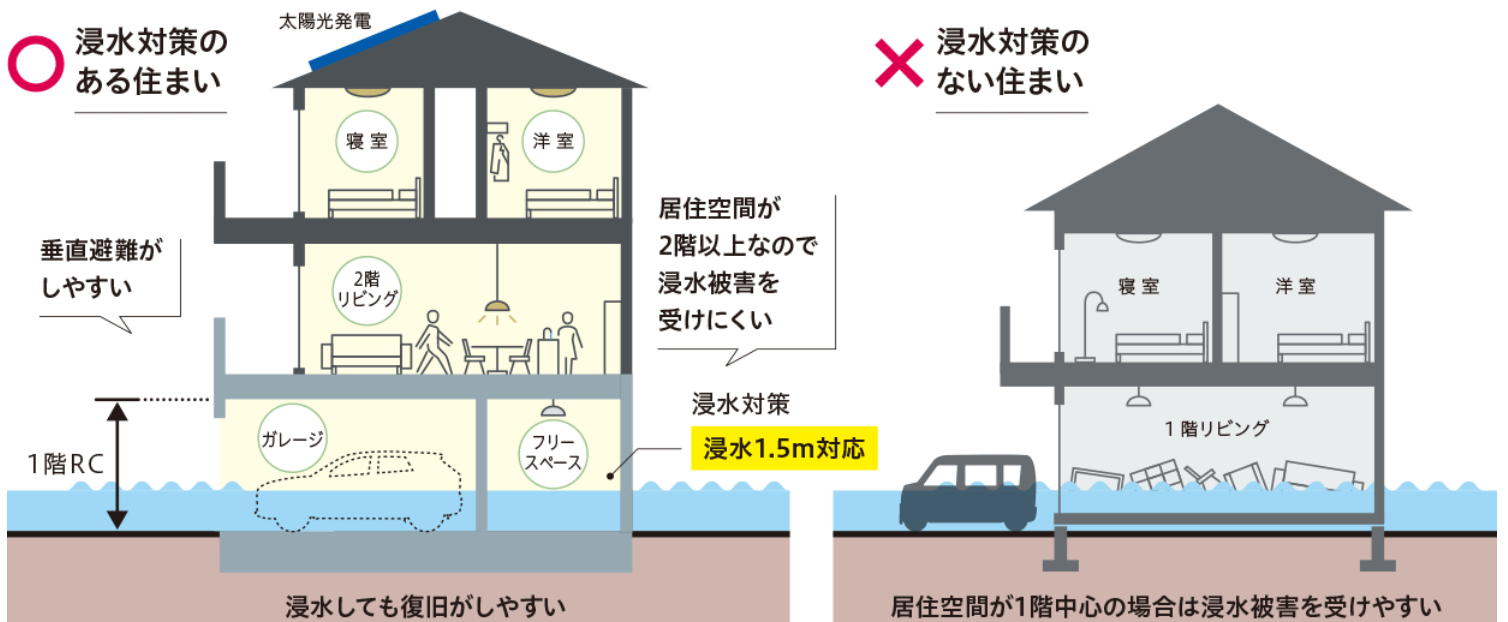 太陽光発電
浸水対策の
ある住まい
寝室
洋室
垂直避難が
しやすい
2階
リビング
居住空間が
2階以上なので
浸水被害を
受けにくい
浸水対策
浸水1.5m対応
ガレージ
フリー
スペース
1階RC
浸水しても復旧がしやすい
浸水対策の
ない住まい
寝室
洋室
1階リビング
居住空間が1階中心の場合は浸水被害を受けやすい